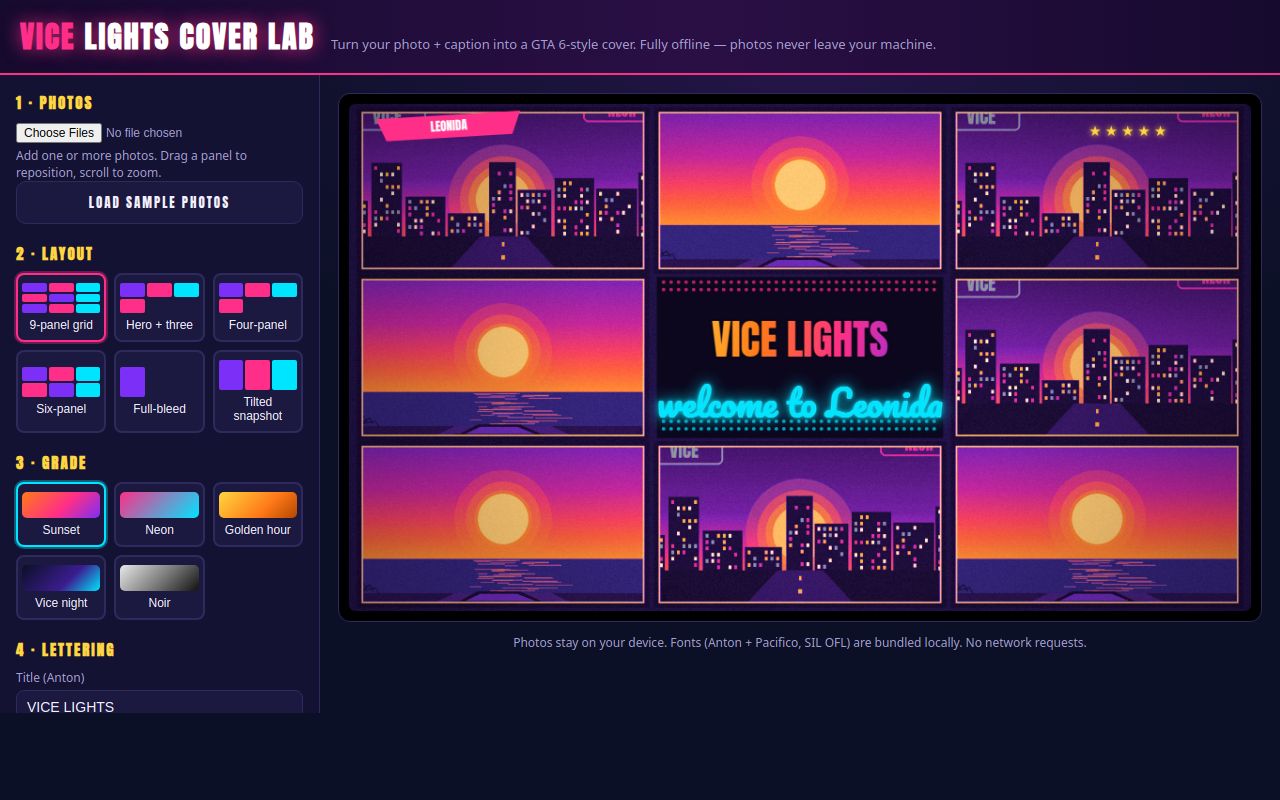 VICE LIGHTS COVER LAB
Turn your photo + caption into a GTA 6-style cover. Fully offline — photos never leave your machine.
1 · PHOTOS
Choose Files No file chosen
Add one or more photos. Drag a panel to
reposition, scroll to zoom.
LOAD SAMPLE PHOTOS
2 · LAYOUT
9-panel grid
Hero + three
Four-panel
Six-panel
Full-bleed
Tilted
snapshot
3 · GRADE
Sunset
Neon
Golden hour
Vice night
Noir
4 · LETTERING
Title (Anton)
VICE LIGHTS
VICE
LEONIDA
NEON
VICE
★★★★★
NEON
VICE LIGHTS
welcome to Leonida
VICE
NEON
VICE
NEON
Photos stay on your device. Fonts (Anton + Pacifico, SIL OFL) are bundled locally. No network requests.